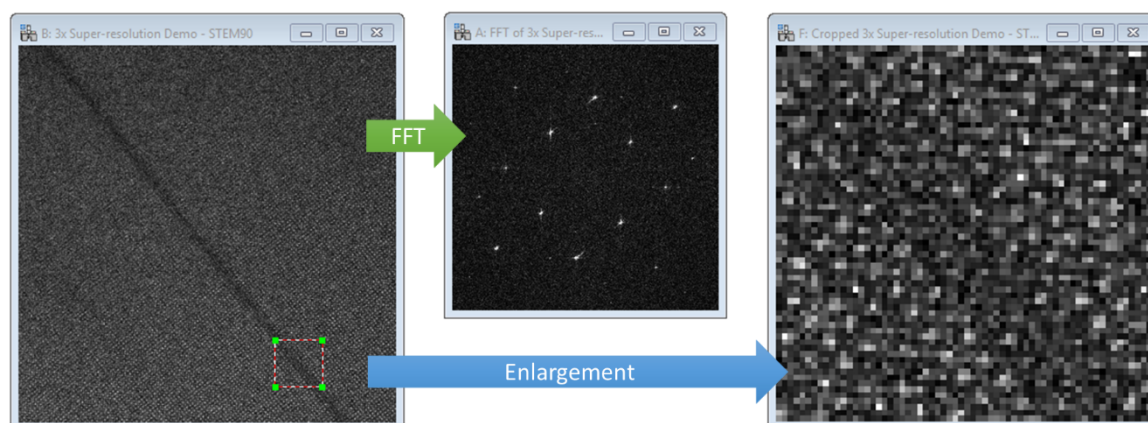 B: 3x Super-resolution Demo - STEM90
A: FFT of 3x Super-res...
F: Cropped 3x Super-resolution Demo - ST...
FFT
Enlargement